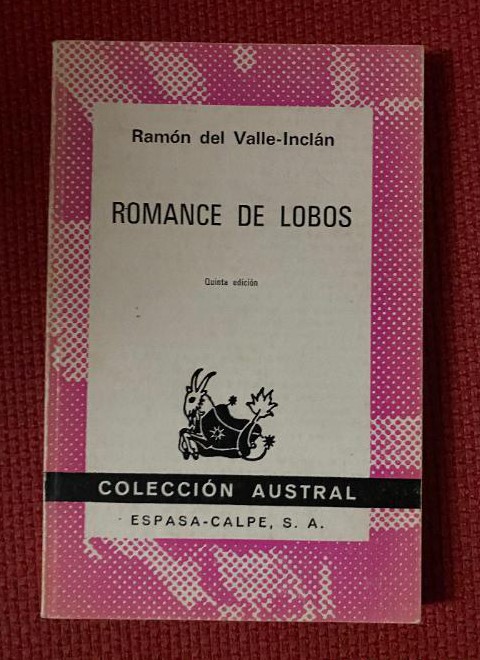 Ramón del Valle-Inclán
ROMANCE DE LOBOS
Quinta edición
COLECCIÓN AUSTRAL
ESPASA-CALPE, S. A.